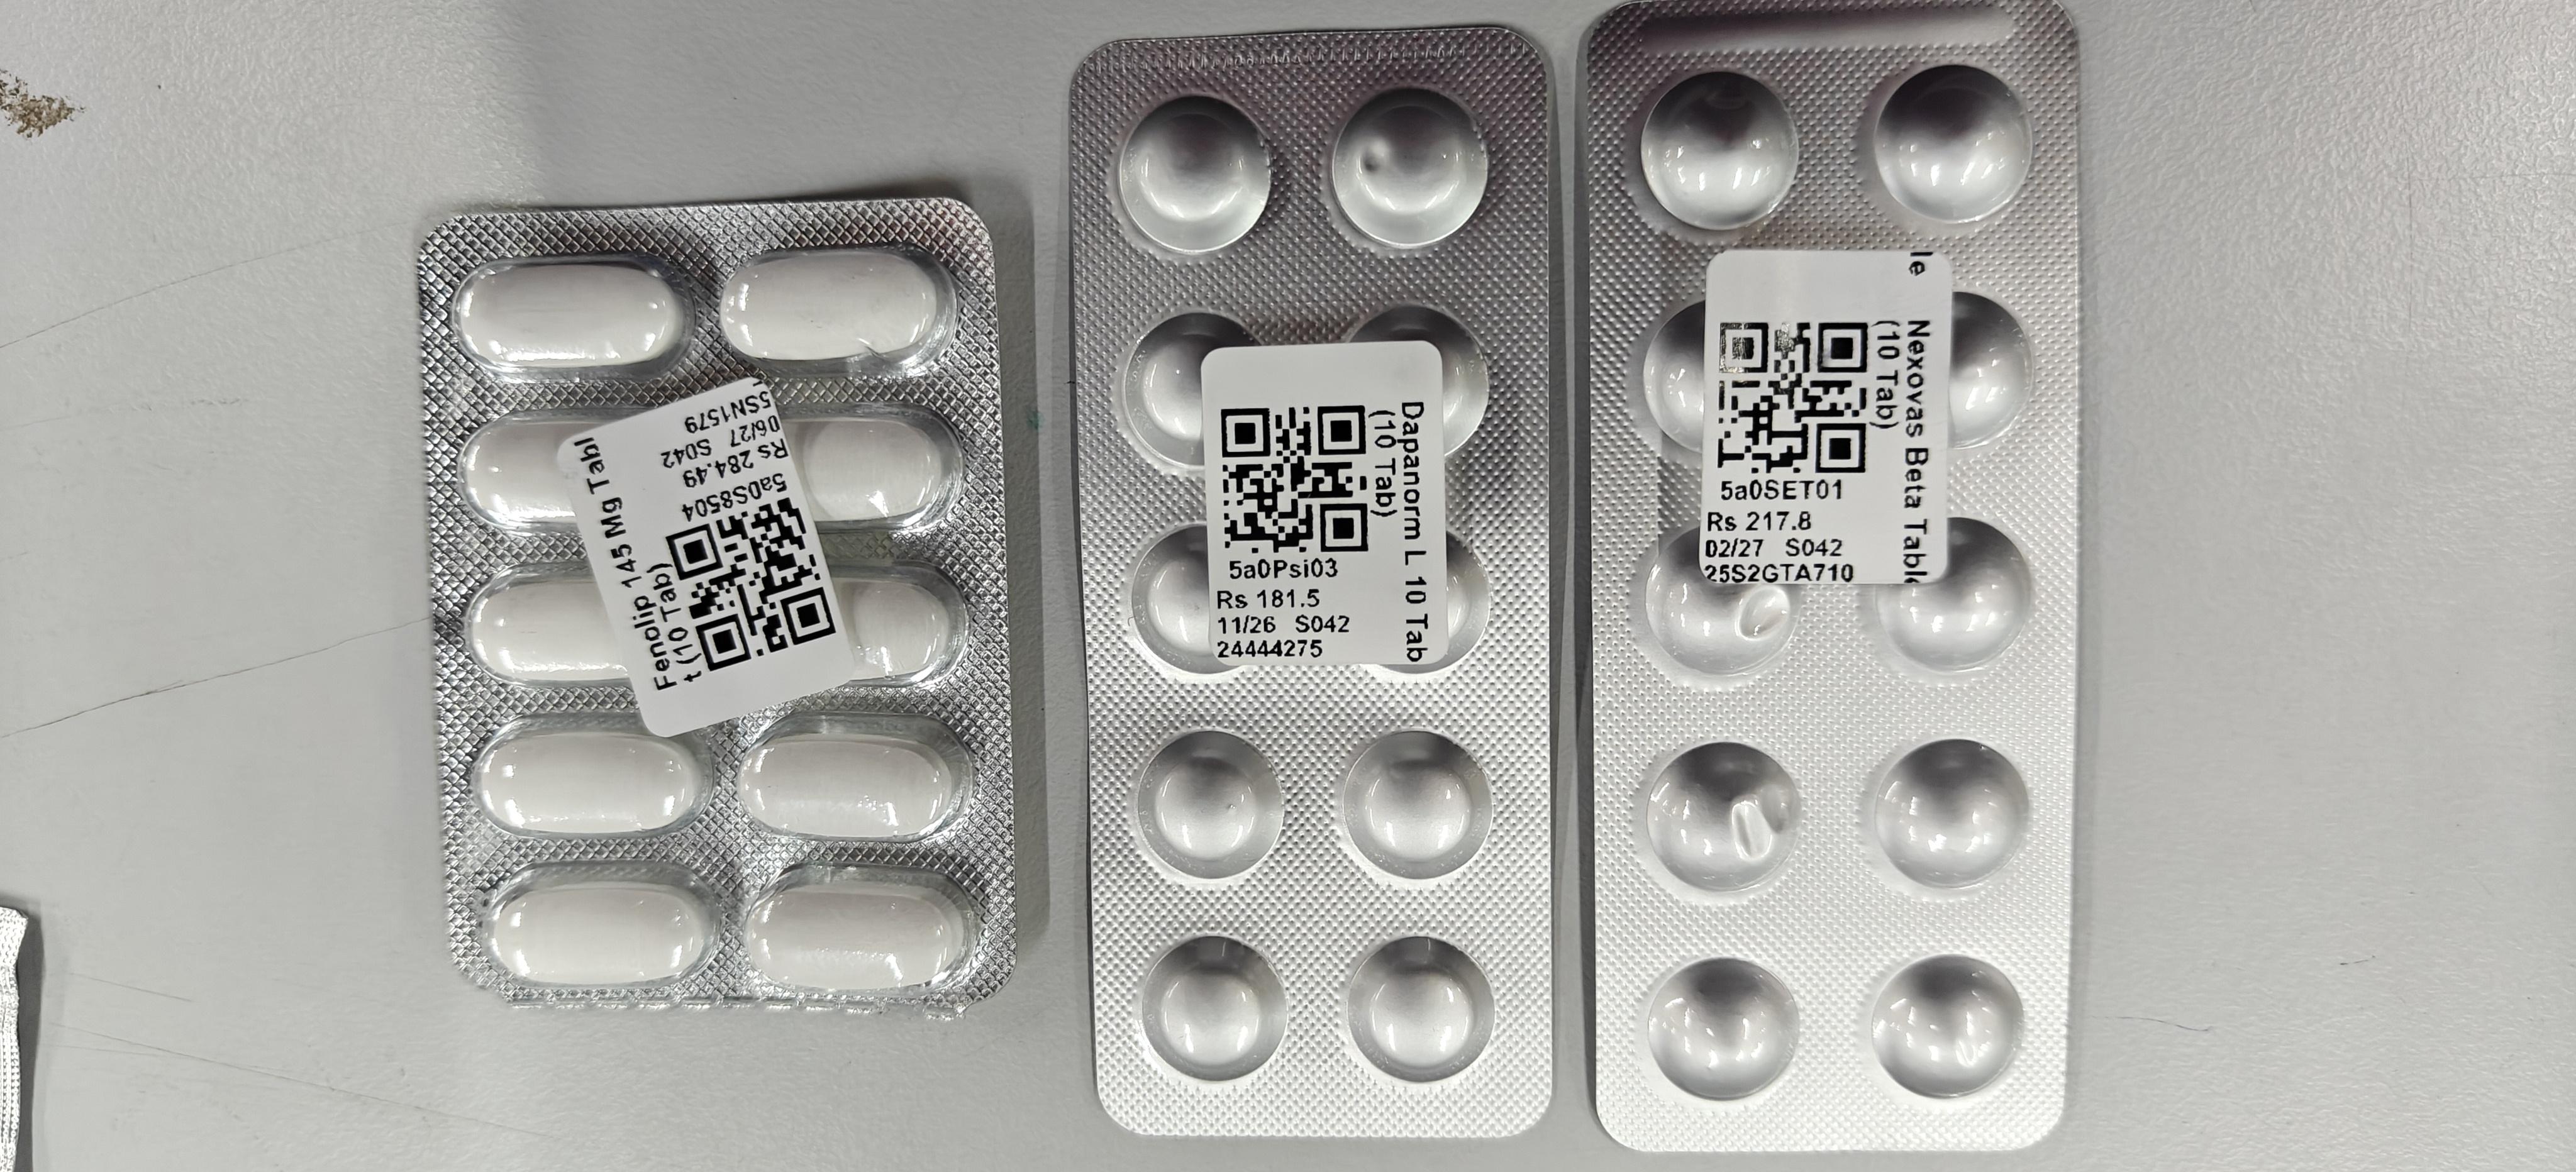 Fenolip 145 Mg Tabl
t (10 Tab)
5a0S8504
Rs 284.49
06/27 S042
5SN1579
Dapanorm L 10 Tab
(10 Tab)
5a0Psi03
Rs 181.5
11/26 S042
24444275
Nexovas Beta Table
le
(10 Tab)
5a0SET01
Rs 217.8
02/27 S042
25S2GTA710